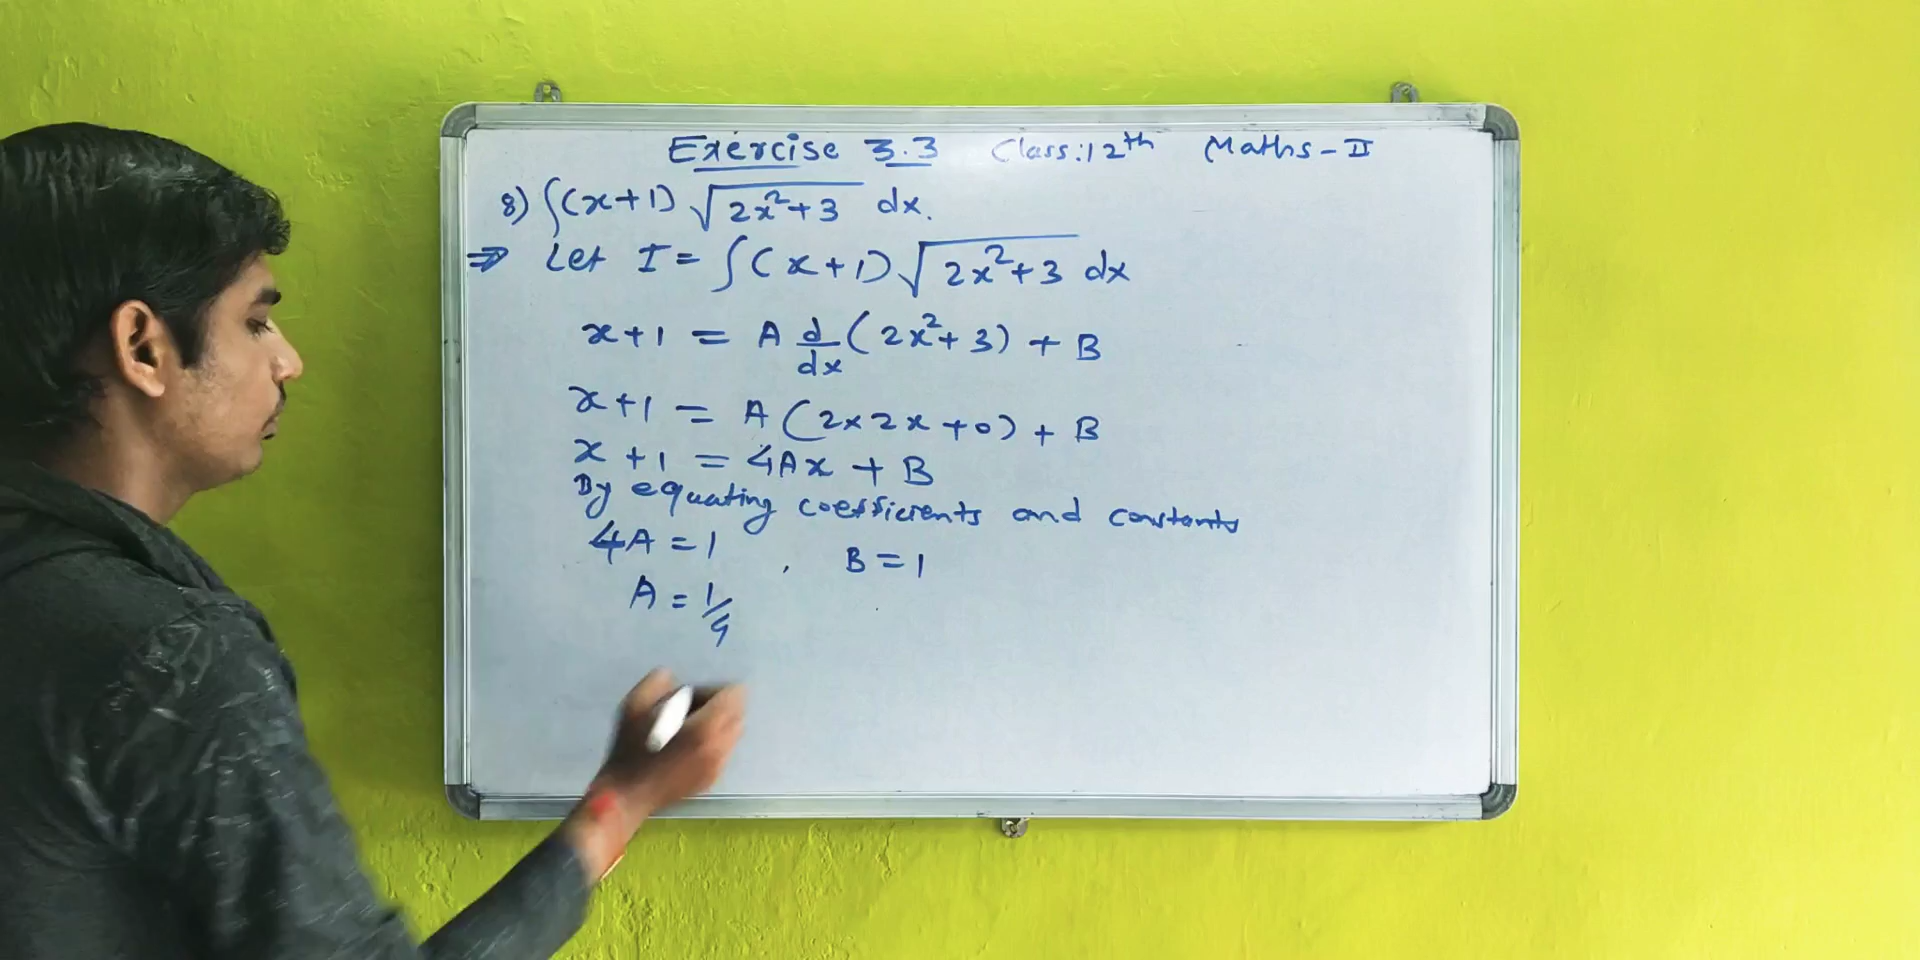 Exercise 3.3 Class:12th Maths-II
8) ∫(x+1) √(2x²+3) dx.
⇒ Let I = ∫(x+1) √(2x²+3) dx
x+1 = A d/dx (2x²+3) + B
x+1 = A (2×2x+0) + B
x+1 = 4Ax + B
By equating coefficients and constants
4A = 1 , B = 1
A = 1/4